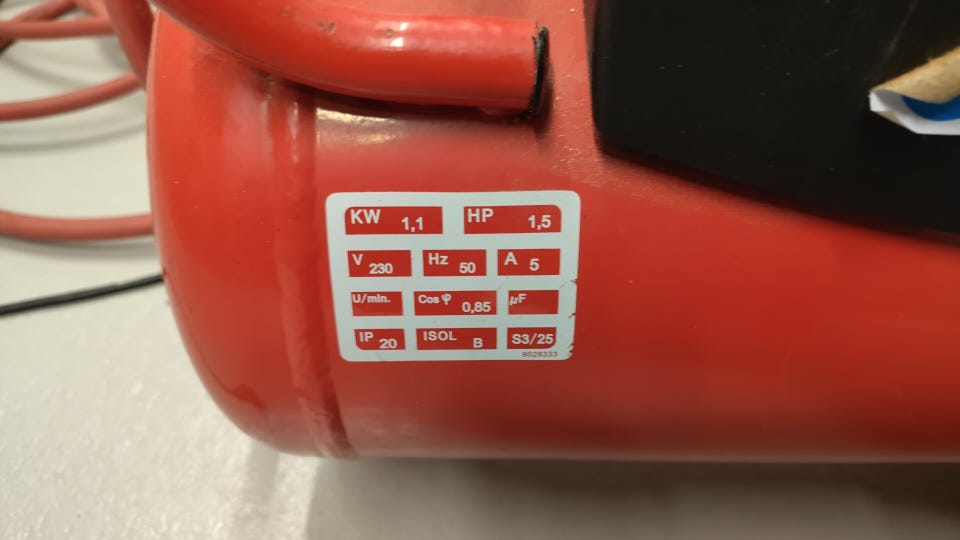 KW 1,1 HP 1,5
V 230 Hz 50 A 5
U/min. Cos φ 0,85 µF
IP 20 ISOL B S3/25
9028333